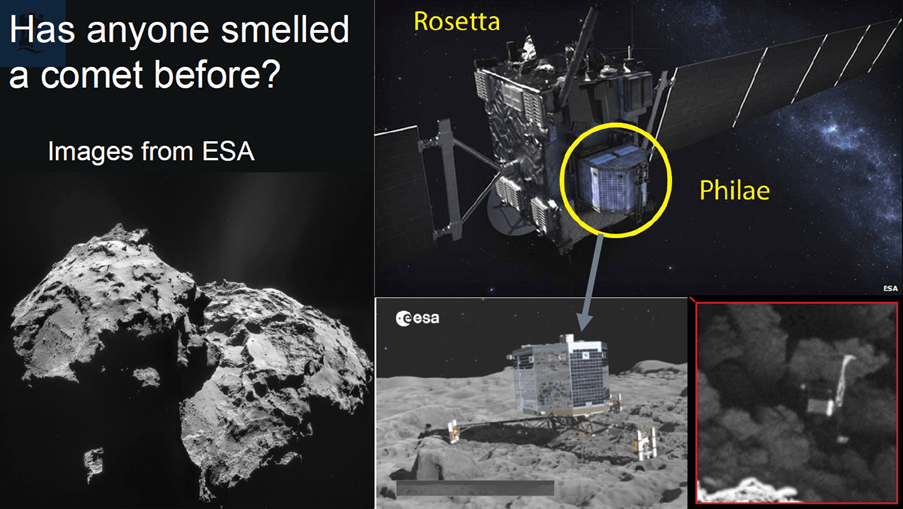 Has anyone smelled
a comet before?
Images from ESA
Rosetta
Philae
ESA
esa